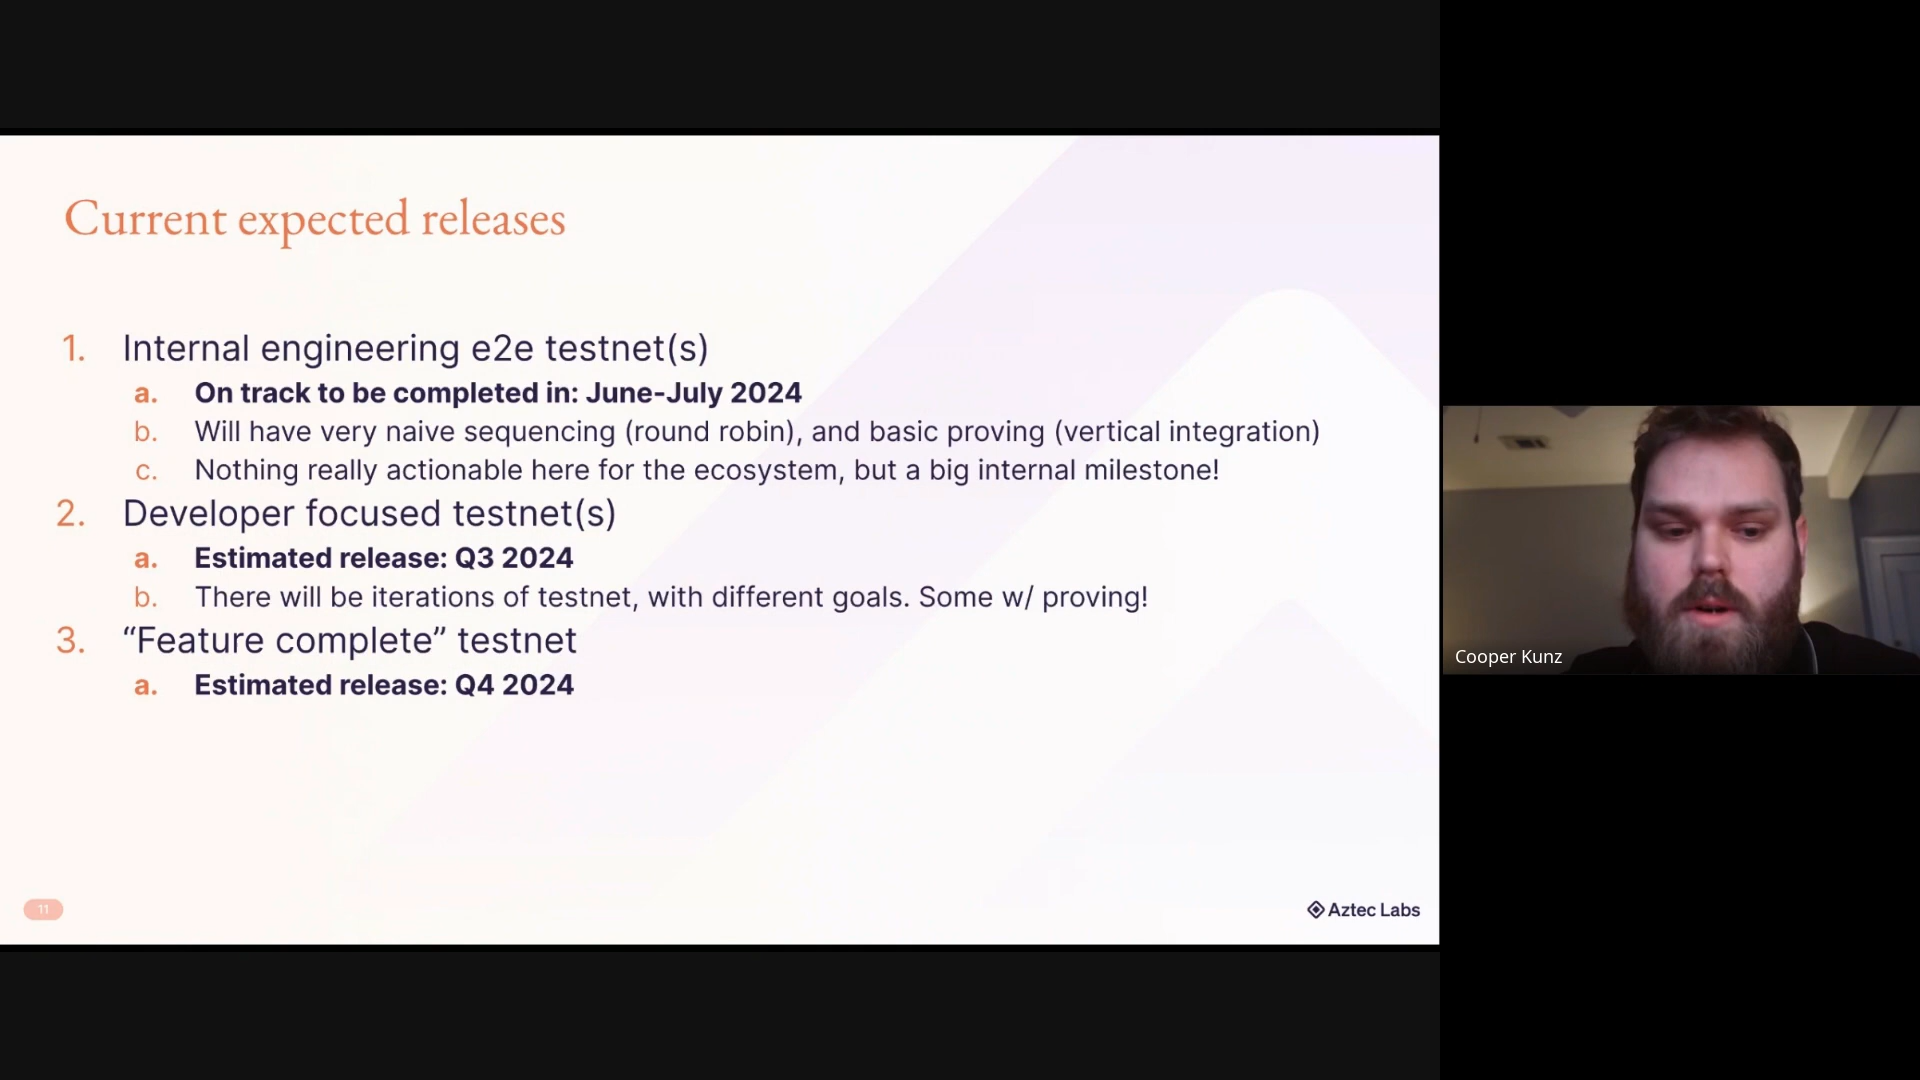 Current expected releases
1. Internal engineering e2e testnet(s)
a. On track to be completed in: June-July 2024
b. Will have very naive sequencing (round robin), and basic proving (vertical integration)
c. Nothing really actionable here for the ecosystem, but a big internal milestone!
2. Developer focused testnet(s)
a. Estimated release: Q3 2024
b. There will be iterations of testnet, with different goals. Some w/ proving!
3. “Feature complete” testnet
a. Estimated release: Q4 2024
11
Aztec Labs
Cooper Kunz